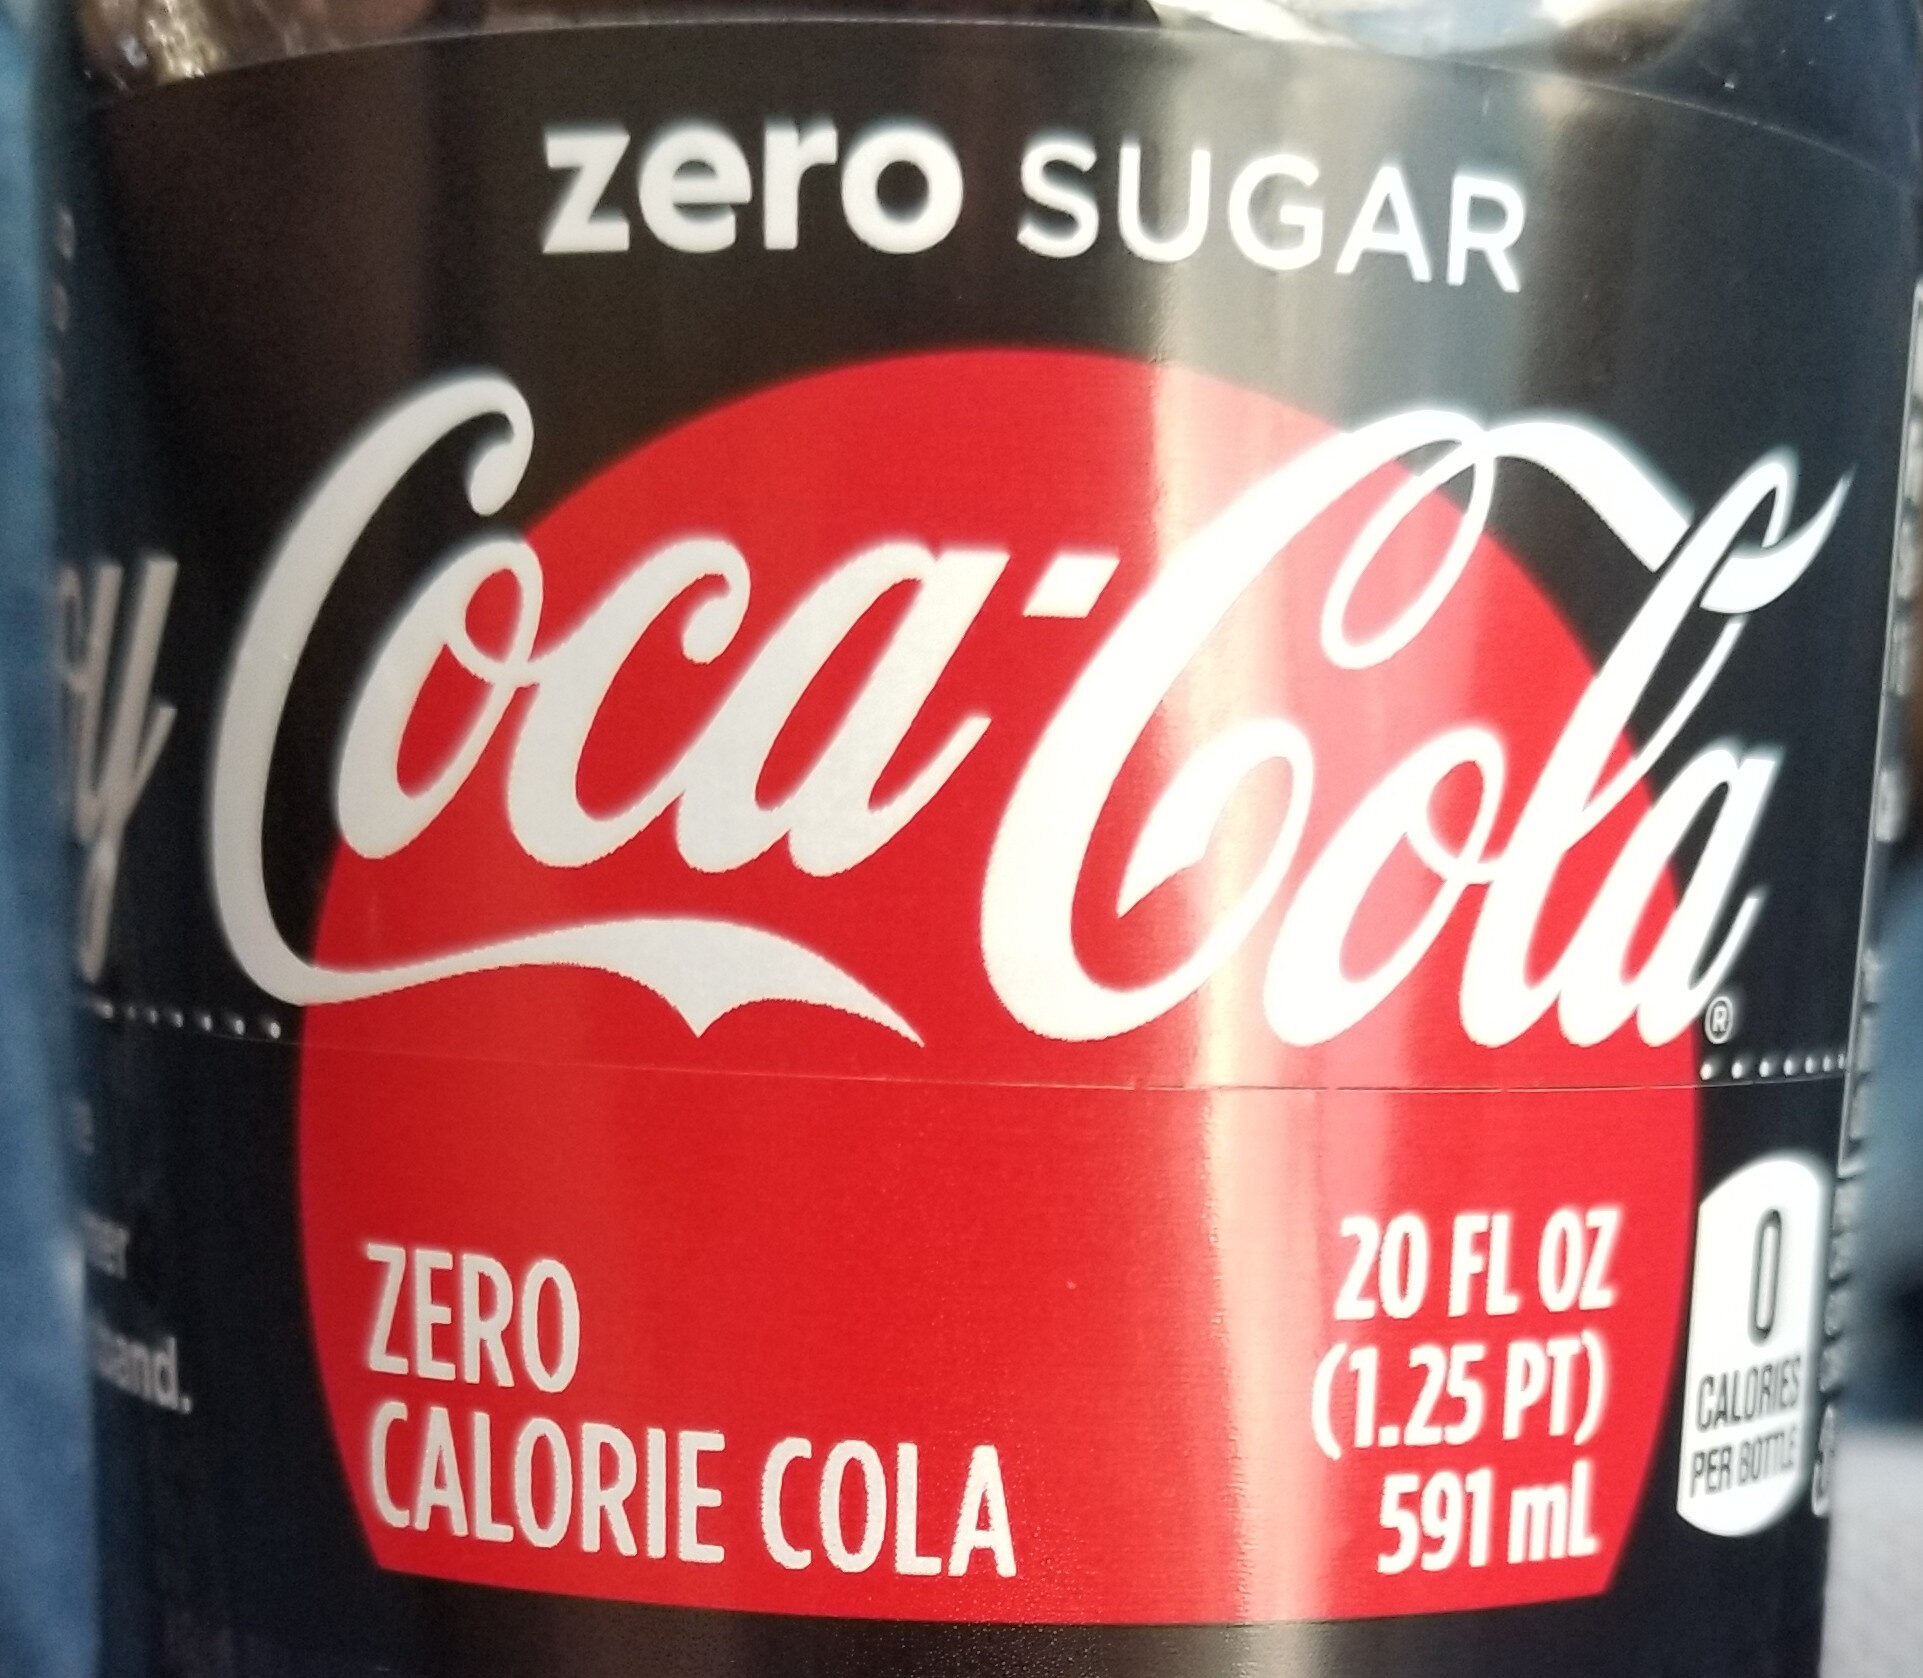 zero SUGAR
Coca-Cola
®
ZERO
CALORIE COLA
20 FL OZ
(1.25 PT)
591 mL
0
CALORIES
PER BOTTLE